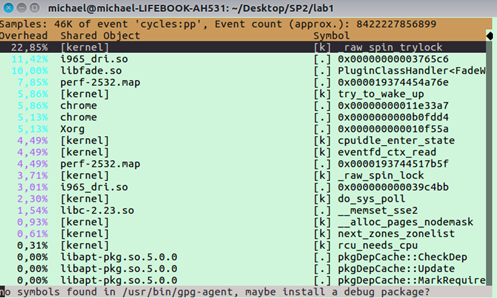 michael@michael-LIFEBOOK-AH531: ~/Desktop/SP2/lab1
Samples: 46K of event 'cycles:pp', Event count (approx.): 8422227856899
Overhead Shared Object Symbol
22,85% [kernel] [k] _raw_spin_trylock
11,42% i965_dri.so [.] 0x00000000003765c6
10,00% libfade.so [.] PluginClassHandler<FadeW
7,85% perf-2532.map [.] 0x000019374454a76e
5,86% [kernel] [k] try_to_wake_up
5,86% chrome [.] 0x00000000011e33a7
5,13% chrome [.] 0x0000000000b0fdd4
5,13% Xorg [.] 0x000000000010f55a
4,49% [kernel] [k] cpuidle_enter_state
4,49% [kernel] [k] eventfd_ctx_read
4,49% perf-2532.map [.] 0x0000193744517b5f
3,71% [kernel] [k] _raw_spin_lock
3,01% i965_dri.so [.] 0x000000000039c4bb
2,30% [kernel] [k] do_sys_poll
1,54% libc-2.23.so [.] __memset_sse2
0,93% [kernel] [k] __alloc_pages_nodemask
0,61% [kernel] [k] next_zones_zonelist
0,31% [kernel] [k] rcu_needs_cpu
0,00% libapt-pkg.so.5.0.0 [.] pkgDepCache::CheckDep
0,00% libapt-pkg.so.5.0.0 [.] pkgDepCache::Update
0,00% libapt-pkg.so.5.0.0 [.] pkgDepCache::MarkRequire
no symbols found in /usr/bin/gpg-agent, maybe install a debug package?